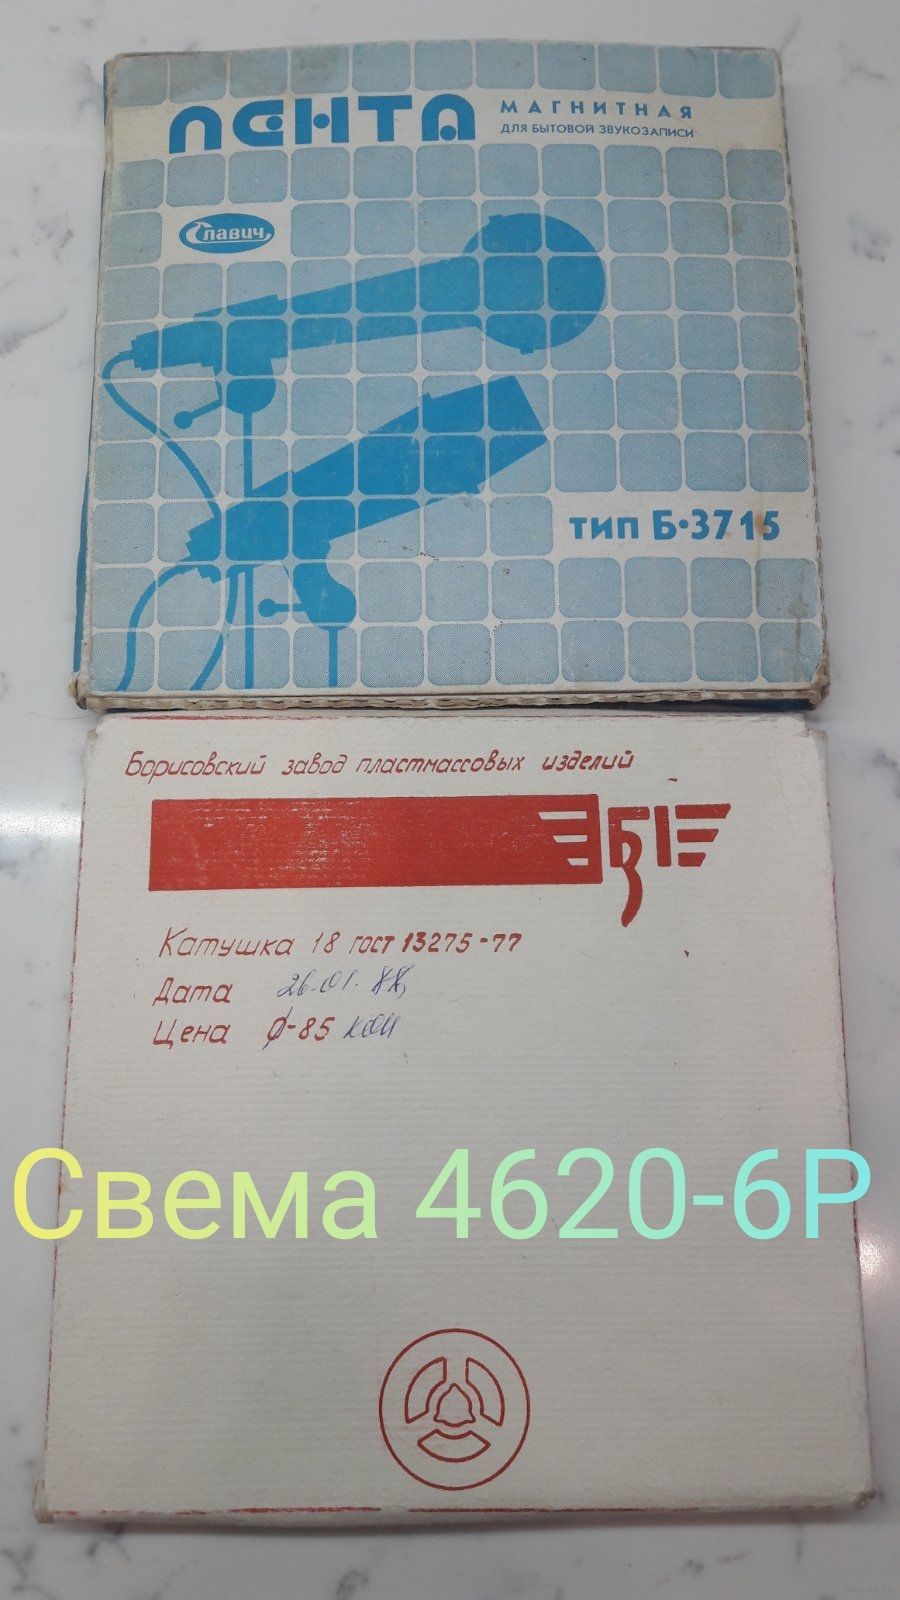 ЛЕНТА
МАГНИТНАЯ
ДЛЯ БЫТОВОЙ ЗВУКОЗАПИСИ
Славич
ТИП Б-3715
Борисовский завод пластмассовых изделий
Катушка 18 ГОСТ 13275-77
Дата 26.01.88
Цена 0-85 коп
Свема 4620-6Р